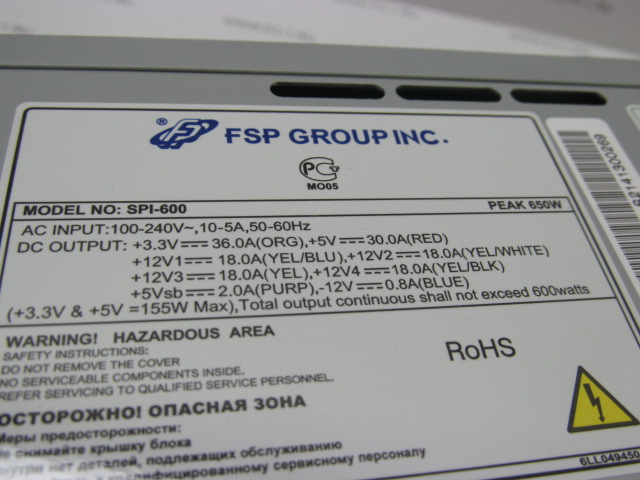 ® FSP GROUP INC.
PG
MO05
MODEL NO: SPI-600 PEAK 650W
AC INPUT:100-240V~,10-5A,50-60Hz
DC OUTPUT: +3.3V⎓ 36.0A(ORG),+5V⎓30.0A(RED)
+12V1⎓ 18.0A(YEL/BLU),+12V2⎓18.0A(YEL/WHITE)
+12V3⎓18.0A(YEL),+12V4⎓18.0A(YEL/BLK)
+5Vsb⎓2.0A(PURP),-12V⎓0.8A(BLUE)
(+3.3V & +5V =155W Max),Total output continuous shall not exceed 600watts
WARNING! HAZARDOUS AREA
SAFETY INSTRUCTIONS:
DO NOT REMOVE THE COVER
NO SERVICEABLE COMPONENTS INSIDE.
REFER SERVICING TO QUALIFIED SERVICE PERSONNEL.
RoHS
ОСТОРОЖНО! ОПАСНАЯ ЗОНА
Меры предосторожности:
Не снимайте крышку блока
Внутри нет деталей, подлежащих обслуживанию
сервисному персоналу
6LL049450
S2141300269